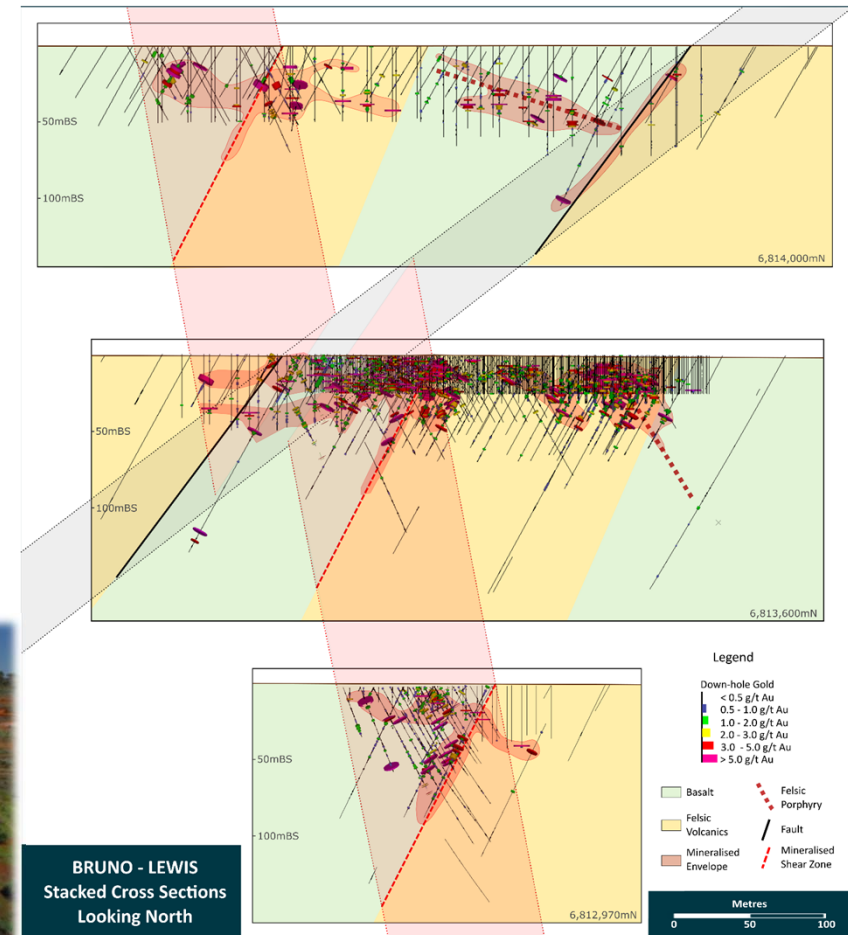 50mBS
100mBS
6,814,000mN
50mBS
100mBS
6,813,600mN
50mBS
100mBS
6,812,970mN
Legend
Down-hole Gold
< 0.5 g/t Au
0.5 - 1.0 g/t Au
1.0 - 2.0 g/t Au
2.0 - 3.0 g/t Au
3.0 - 5.0 g/t Au
> 5.0 g/t Au
Basalt
Felsic
Volcanics
Mineralised
Envelope
Felsic
Porphyry
Fault
Mineralised
Shear Zone
BRUNO - LEWIS
Stacked Cross Sections
Looking North
Metres
0 50 100